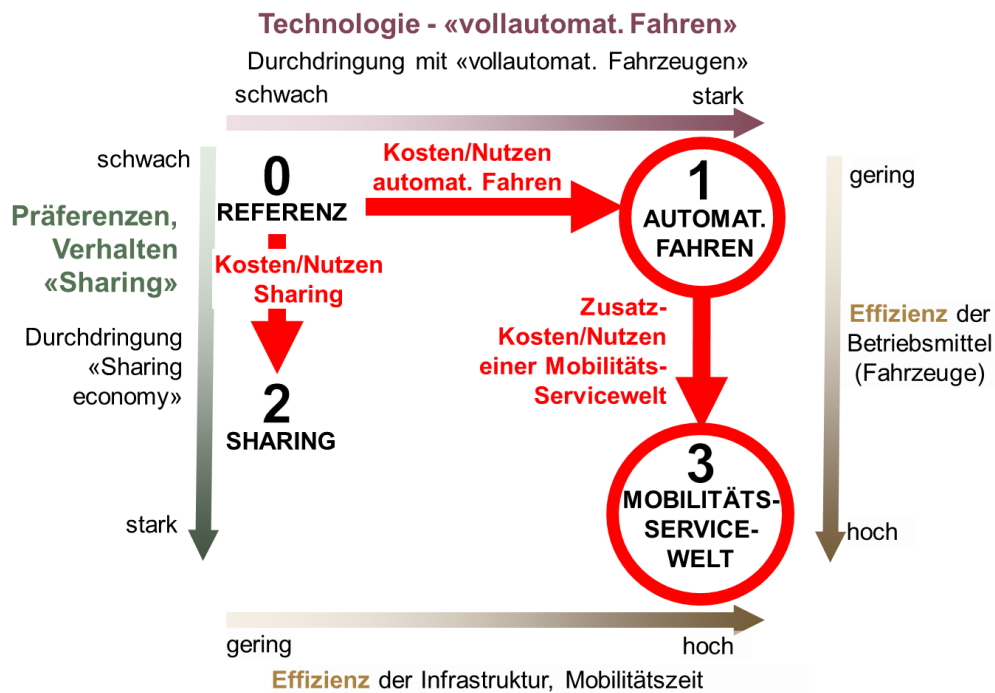 Technologie - «vollautomat. Fahren»
Durchdringung mit «vollautomat. Fahrzeugen»
schwach
stark
schwach
Präferenzen,
Verhalten
«Sharing»
Durchdringung
«Sharing
economy»
stark
0
REFERENZ
Kosten/Nutzen
automat. Fahren
1
AUTOMAT.
FAHREN
Kosten/Nutzen
Sharing
2
SHARING
Zusatz-
Kosten/Nutzen
einer Mobilitäts-
Servicewelt
3
MOBILITÄTS-
SERVICE-
WELT
gering
Effizienz der
Betriebsmittel
(Fahrzeuge)
hoch
gering
hoch
Effizienz der Infrastruktur, Mobilitätszeit